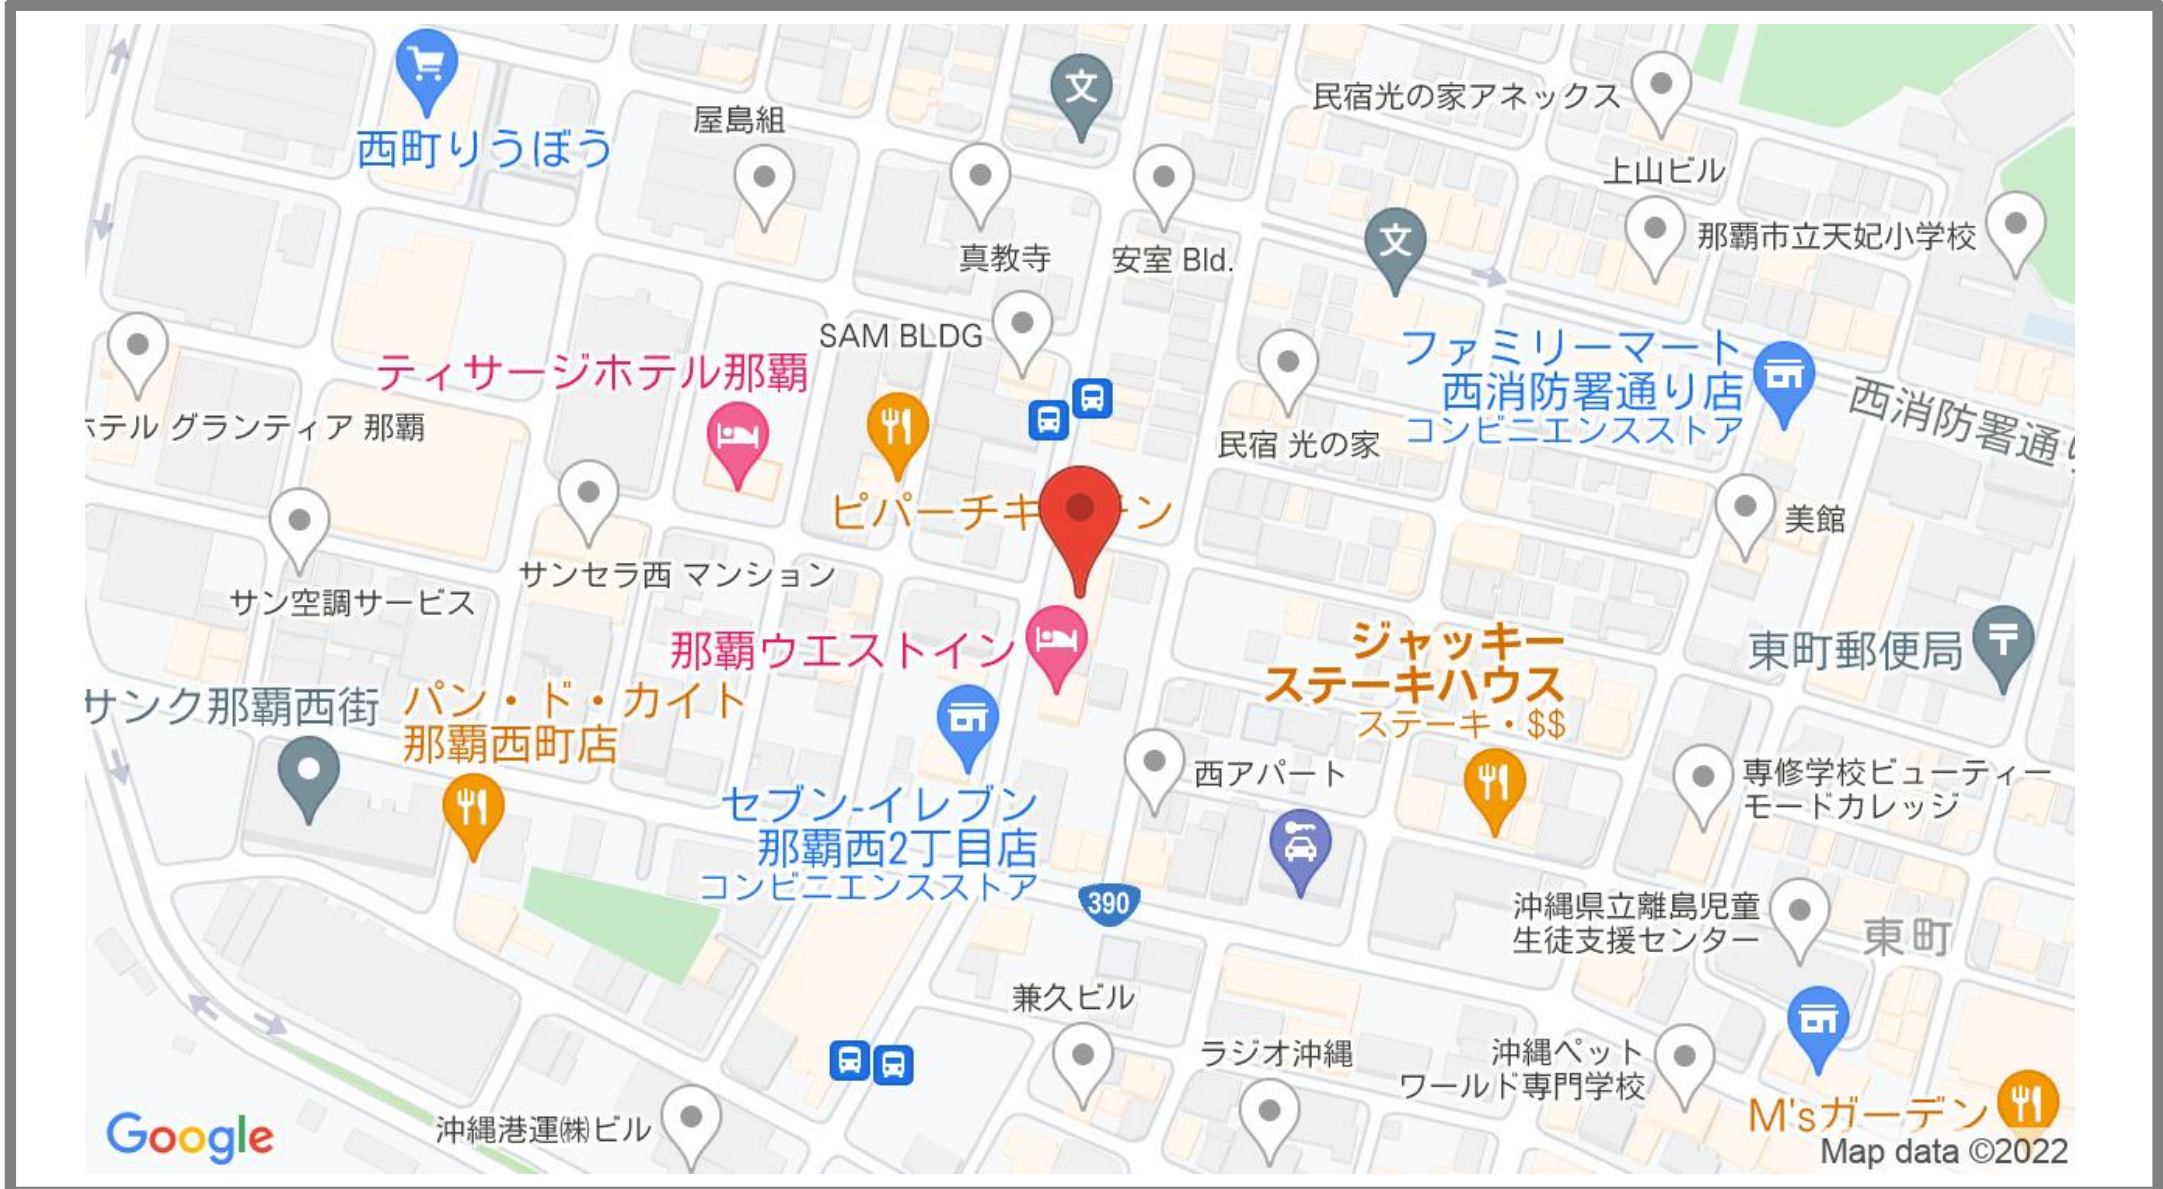 西町りうぼう
屋島組
文
民宿光の家アネックス
上山ビル
真教寺
安室 Bld.
文
那覇市立天妃小学校
SAM BLDG
ティサージホテル那覇
ファミリーマート
西消防署通り店
コンビニエンスストア
西消防署通り
ホテル グランティア 那覇
民宿 光の家
ピパーチキ
チン
美館
サンセラ西 マンション
サン空調サービス
那覇ウエストイン
ジャッキー
ステーキハウス
ステーキ・$$
東町郵便局
サンク那覇西街
パン・ド・カイト
那覇西町店
西アパート
専修学校ビューティー
モードカレッジ
セブン-イレブン
那覇西2丁目店
コンビニエンスストア
390
沖縄県立離島児童
生徒支援センター
東町
兼久ビル
ラジオ沖縄
沖縄ペット
ワールド専門学校
沖縄港運㈱ビル
M'sガーデン
Google
Map data ©2022